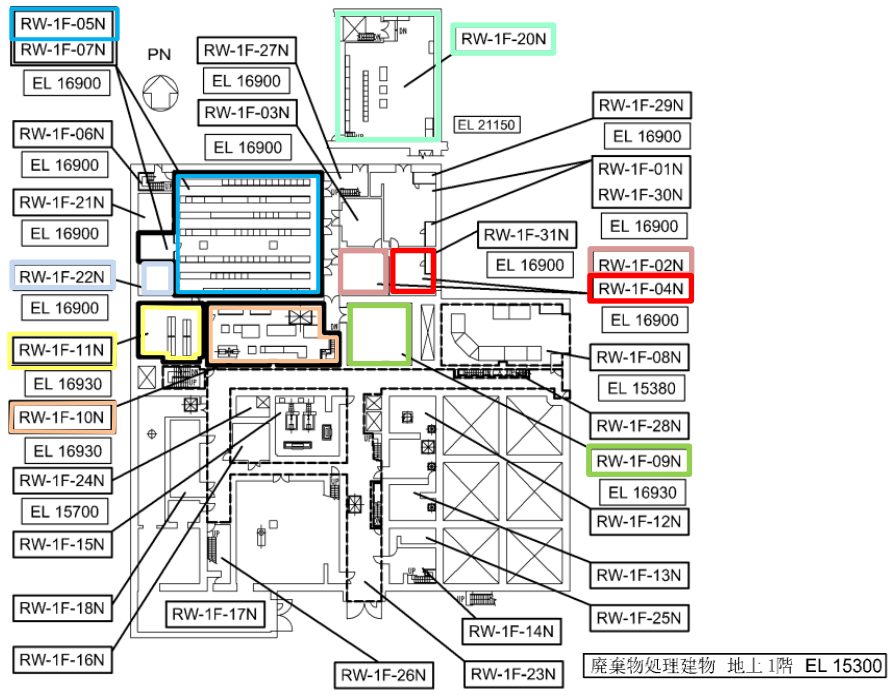 RW-1F-05N
RW-1F-07N
EL 16900
PN
RW-1F-27N
EL 16900
RW-1F-03N
EL 16900
RW-1F-20N
DN
UP
EL 21150
RW-1F-29N
EL 16900
RW-1F-01N
RW-1F-30N
EL 16900
RW-1F-06N
EL 16900
RW-1F-21N
EL 16900
RW-1F-31N
EL 16900
RW-1F-02N
RW-1F-04N
EL 16900
RW-1F-22N
EL 16900
RW-1F-11N
EL 16930
DN
RW-1F-08N
EL 15380
RW-1F-10N
EL 16930
RW-1F-28N
RW-1F-09N
EL 16930
RW-1F-24N
EL 15700
RW-1F-12N
RW-1F-15N
RW-1F-13N
UP
RW-1F-18N
RW-1F-17N
UP
RW-1F-25N
RW-1F-14N
RW-1F-16N
RW-1F-26N
RW-1F-23N
廃棄物処理建物 地上1階 EL 15300